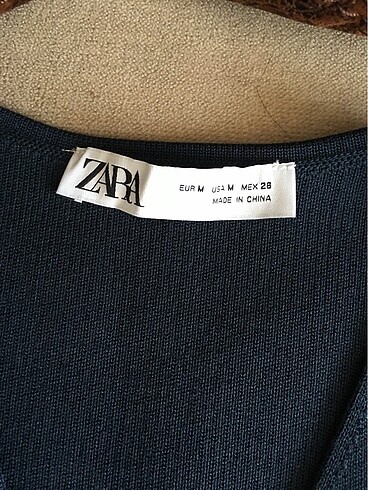 ZARA
EUR M USA M MEX 28
MADE IN CHINA